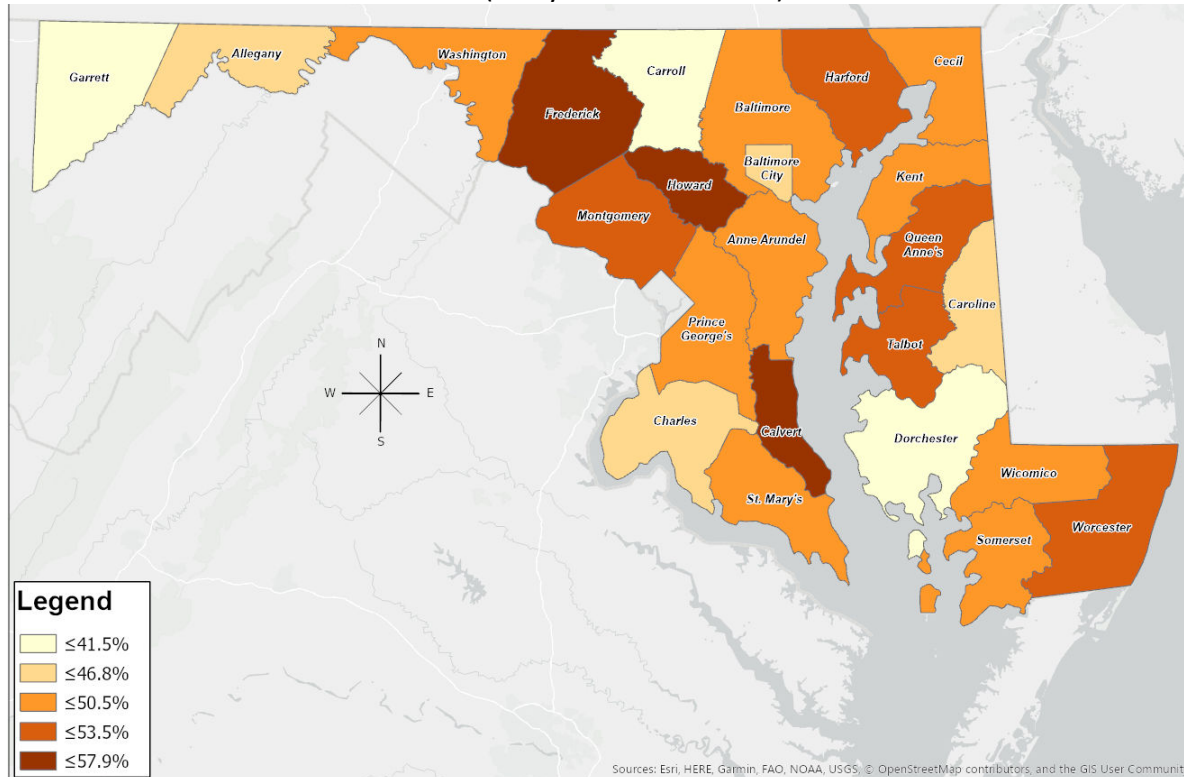 Garrett
Allegany
Washington
Frederick
Carroll
Baltimore
Harford
Cecil
Baltimore
City
Kent
Howard
Montgomery
Anne Arundel
Queen
Anne's
Caroline
Prince
George's
Talbot
Charles
Calvert
Dorchester
St. Mary's
Wicomico
Somerset
Worcester
N
W
E
S
Legend
≤41.5%
≤46.8%
≤50.5%
≤53.5%
≤57.9%
Sources: Esri, HERE, Garmin, FAO, NOAA, USGS, © OpenStreetMap contributors, and the GIS User Communit